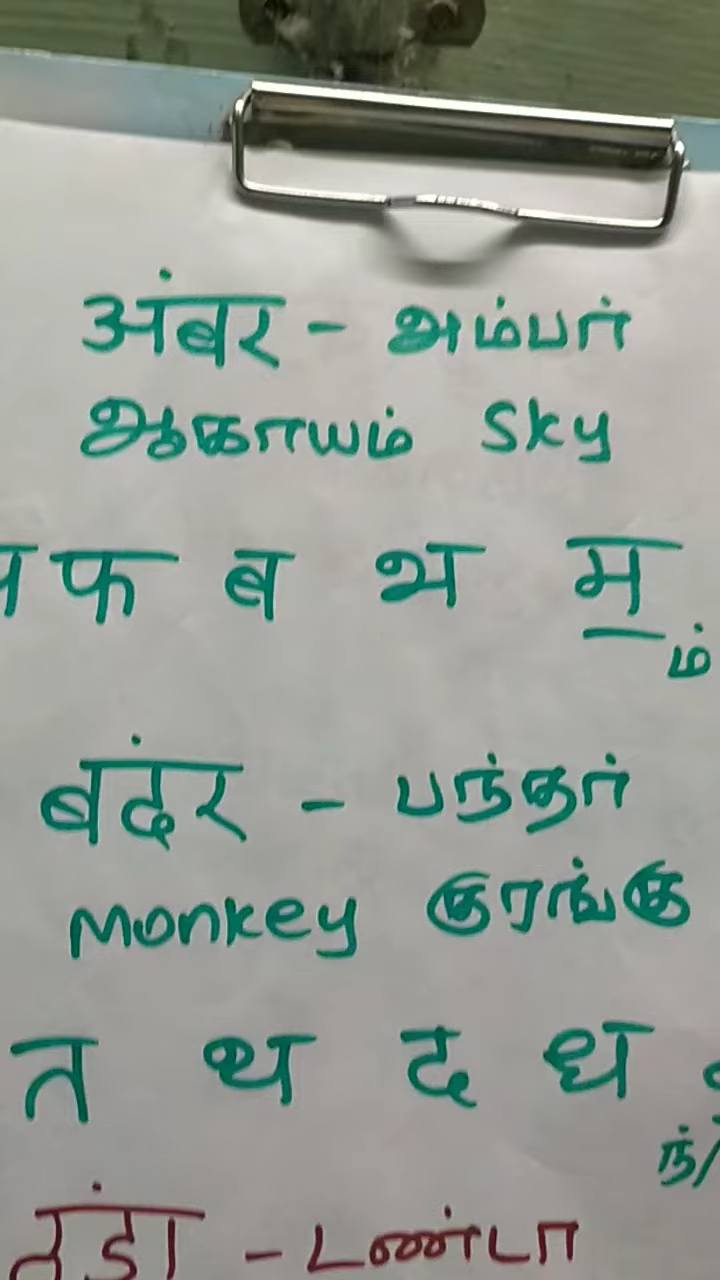 अंबर - அம்பர்
ஆகாயம் Sky
प फ ब भ म
ம்
बंदर - பந்தர்
Monkey குரங்கு
त थ द ध
ந்/
ठंडा - டண்டா